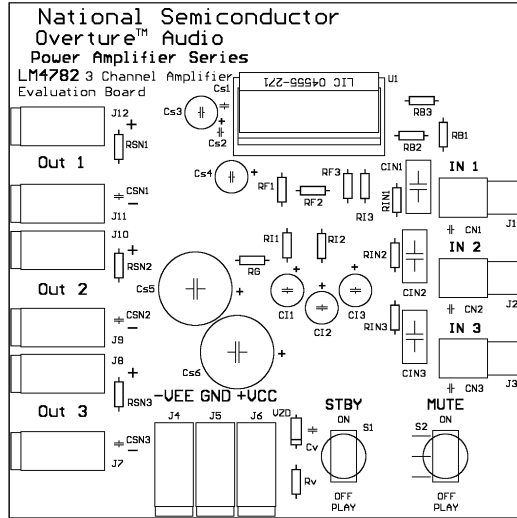 National Semiconductor
Overture™ Audio
Power Amplifier Series
LM4782 3 Channel Amplifier
Evaluation Board
Cs1
LIC 04555-271
U1
J12
+
Cs3
Cs2
RB3
RSN1
RB2
RB1
Out 1
Cs4
+
RF1
RF2
RF3
RI3
CIN1
IN 1
RIN1
CSN1
J11
CN1
J1
J10
+
RI1
RI2
IN 2
RSN2
RG
RIN2
Cs5
+
Out 2
CI1
CI2
CI3
+
+
+
CIN2
CN2
J2
CSN2
RIN3
IN 3
J9
J8
+
Cs6
+
CIN3
CN3
J3
RSN3
-VEE GND +VCC
STBY
MUTE
Out 3
J4
J5
J6
VZD
ON
S1
S2
ON
Cv
CSN3
J7
Rv
OFF
PLAY
OFF
PLAY